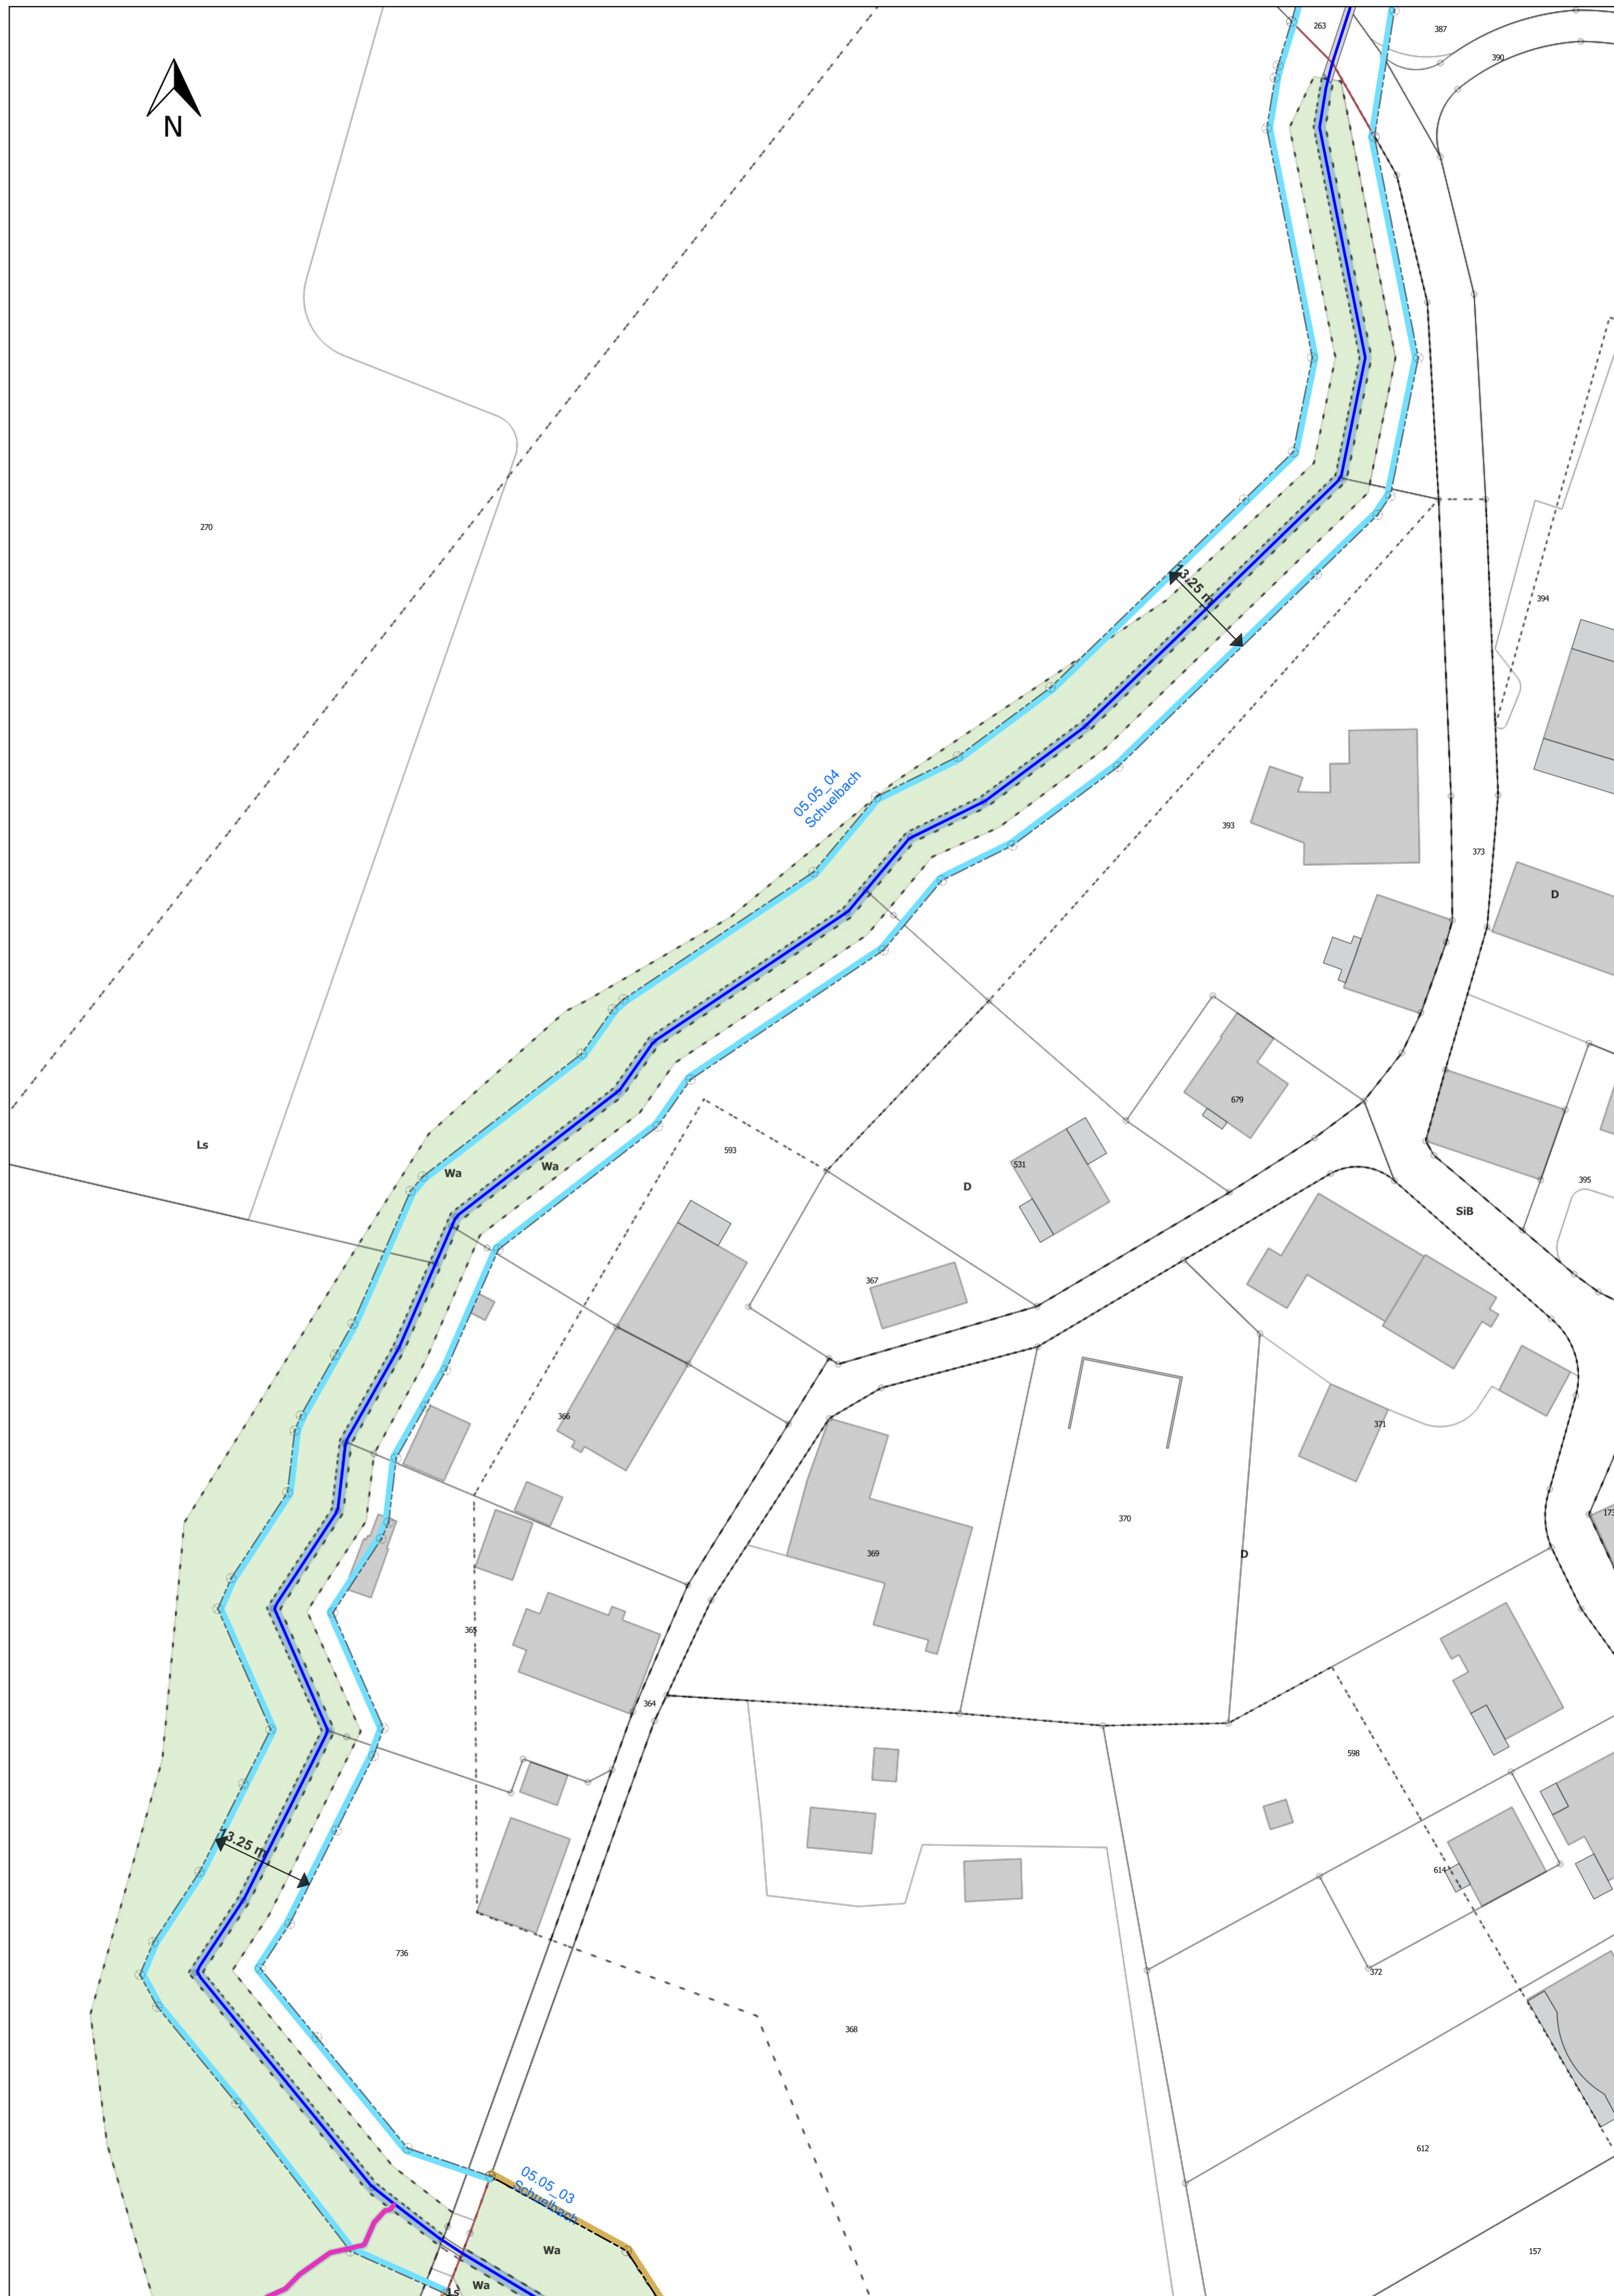 263
387
390
N
270
13.25 m
394
05.05_04
Schuelbach
393
373
D
679
593
Ls
Wa
Wa
531
395
D
SiB
367
366
371
370
173
369
D
365
364
598
13.25 m
614
736
372
368
612
05.05_03
Schuelbach
Wa
157
Wa
Ls